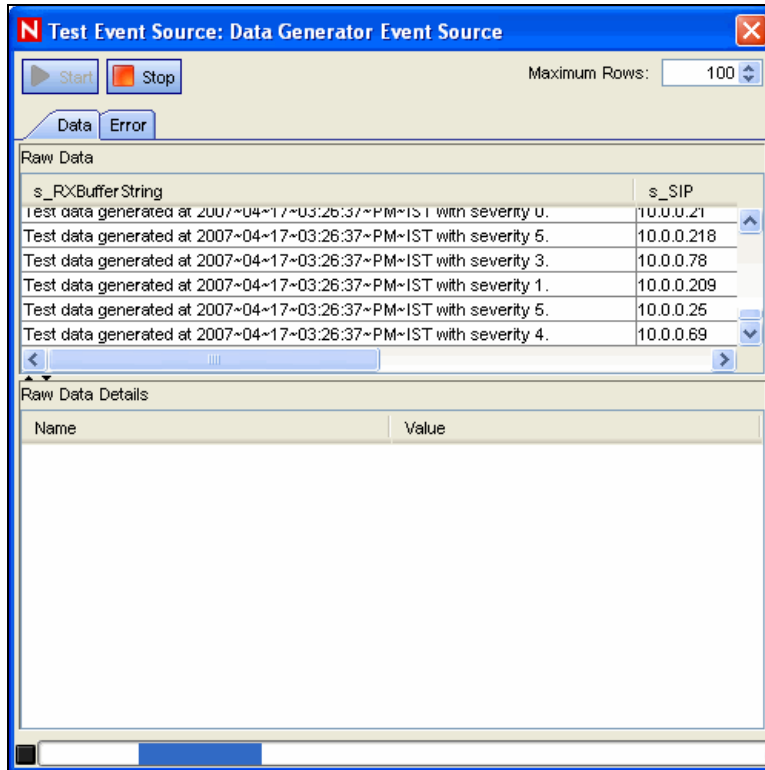 N Test Event Source: Data Generator Event Source
Start Stop Maximum Rows: 100
Data Error
Raw Data
s_RXBufferString s_SIP
Test data generated at 2007~04~17~03:26:37~PM~IST with severity 0. 10.0.0.21
Test data generated at 2007~04~17~03:26:37~PM~IST with severity 5. 10.0.0.218
Test data generated at 2007~04~17~03:26:37~PM~IST with severity 3. 10.0.0.78
Test data generated at 2007~04~17~03:26:37~PM~IST with severity 1. 10.0.0.209
Test data generated at 2007~04~17~03:26:37~PM~IST with severity 5. 10.0.0.25
Test data generated at 2007~04~17~03:26:37~PM~IST with severity 4. 10.0.0.69
Raw Data Details
Name Value